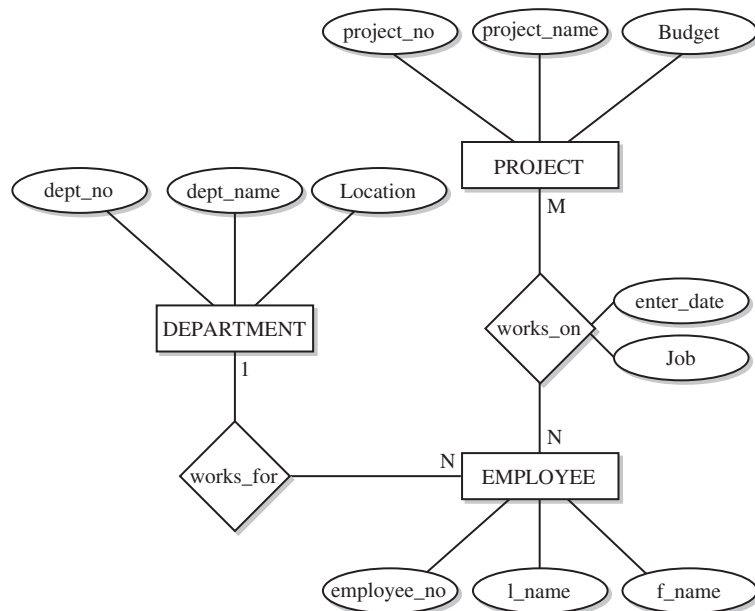 project_no
project_name
Budget
PROJECT
dept_no
dept_name
Location
M
DEPARTMENT
works_on
enter_date
Job
1
works_for
N
N
EMPLOYEE
employee_no
l_name
f_name